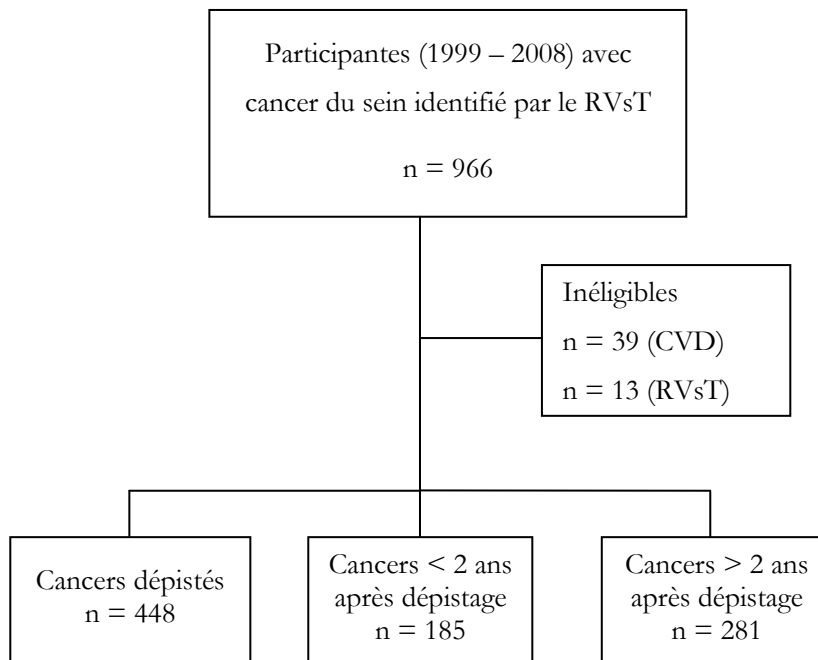 Participantes (1999 – 2008) avec
cancer du sein identifié par le RVsT
n = 966
Inéligibles
n = 39 (CVD)
n = 13 (RVsT)
Cancers dépistés
n = 448
Cancers < 2 ans
après dépistage
n = 185
Cancers > 2 ans
après dépistage
n = 281